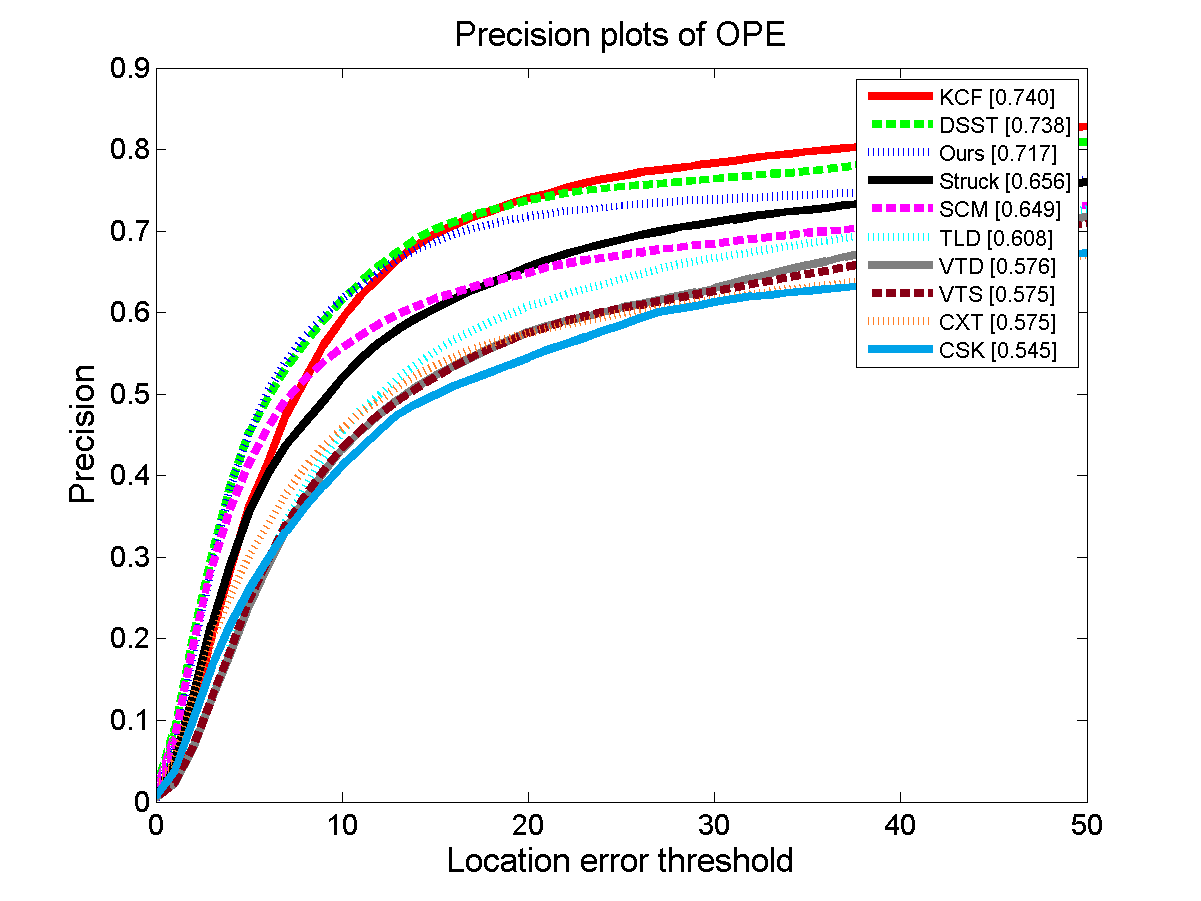 Precision plots of OPE
0.9
0.8
0.7
0.6
0.5
0.4
0.3
0.2
0.1
0
Precision
KCF [0.740]
DSST [0.738]
Ours [0.717]
Struck [0.656]
SCM [0.649]
TLD [0.608]
VTD [0.576]
VTS [0.575]
CXT [0.575]
CSK [0.545]
0 10 20 30 40 50
Location error threshold